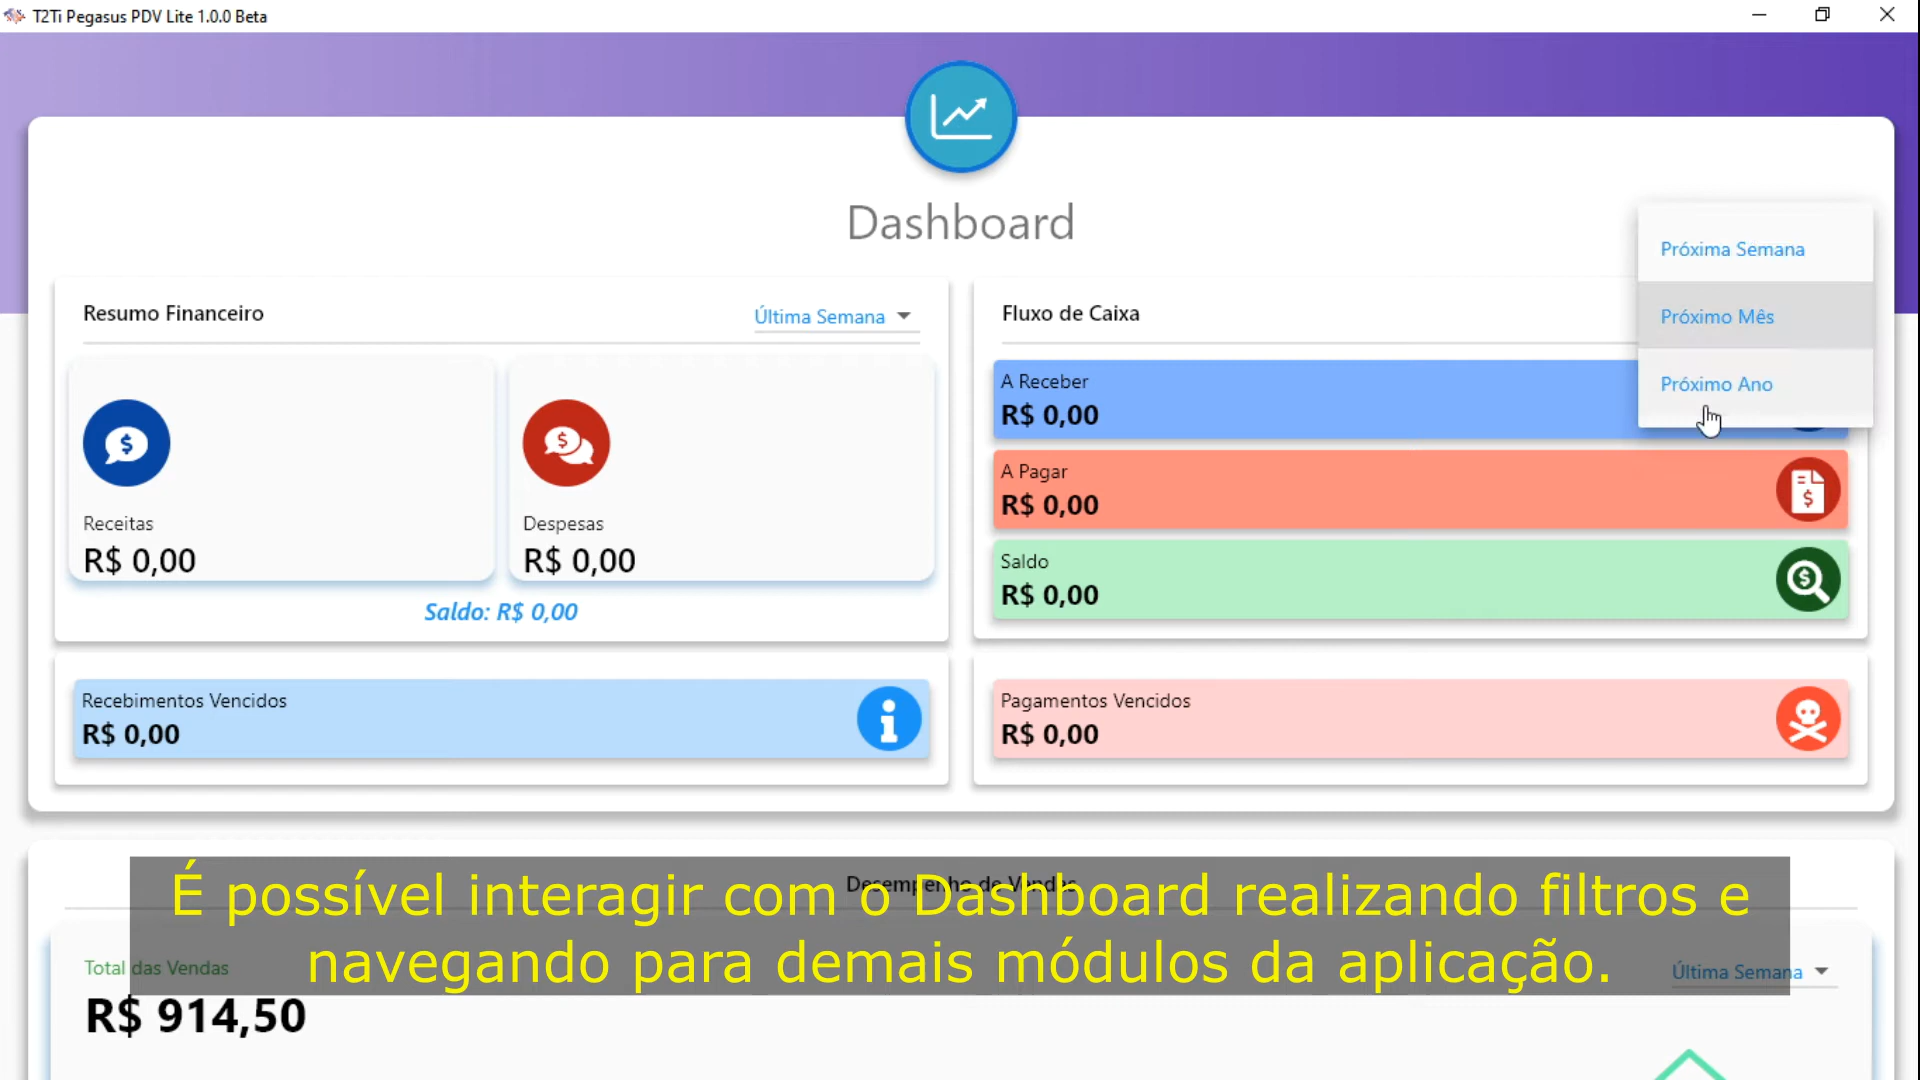 T2Ti Pegasus PDV Lite 1.0.0 Beta
Dashboard
Próxima Semana
Próximo Mês
Próximo Ano
Resumo Financeiro
Última Semana
Receitas
R$ 0,00
Despesas
R$ 0,00
Saldo: R$ 0,00
Fluxo de Caixa
A Receber
R$ 0,00
A Pagar
R$ 0,00
Saldo
R$ 0,00
Recebimentos Vencidos
R$ 0,00
Pagamentos Vencidos
R$ 0,00
Desempenho de Vendas
É possível interagir com o Dashboard realizando filtros e
navegando para demais módulos da aplicação.
Total das Vendas
R$ 914,50
Última Semana